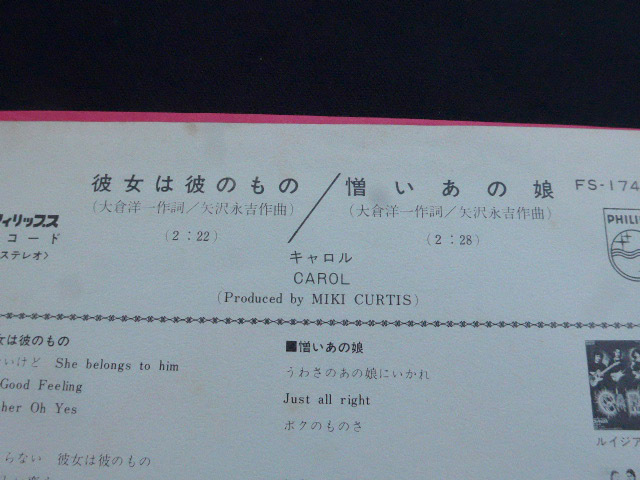 彼女は彼のもの／憎いあの娘
FS-174
(大倉洋一作詞／矢沢永吉作曲)
(大倉洋一作詞／矢沢永吉作曲)
(2：22)
(2：28)
ィリップス
コード
ステレオ〉
PHILI
キャロル
CAROL
(Produced by MIKI CURTIS)
女は彼のもの
いけど She belongs to him
Good Feeling
her Oh Yes
らない 彼女は彼のもの
■憎いあの娘
うわさのあの娘にいかれ
Just all right
ボクのものさ
ルイジア